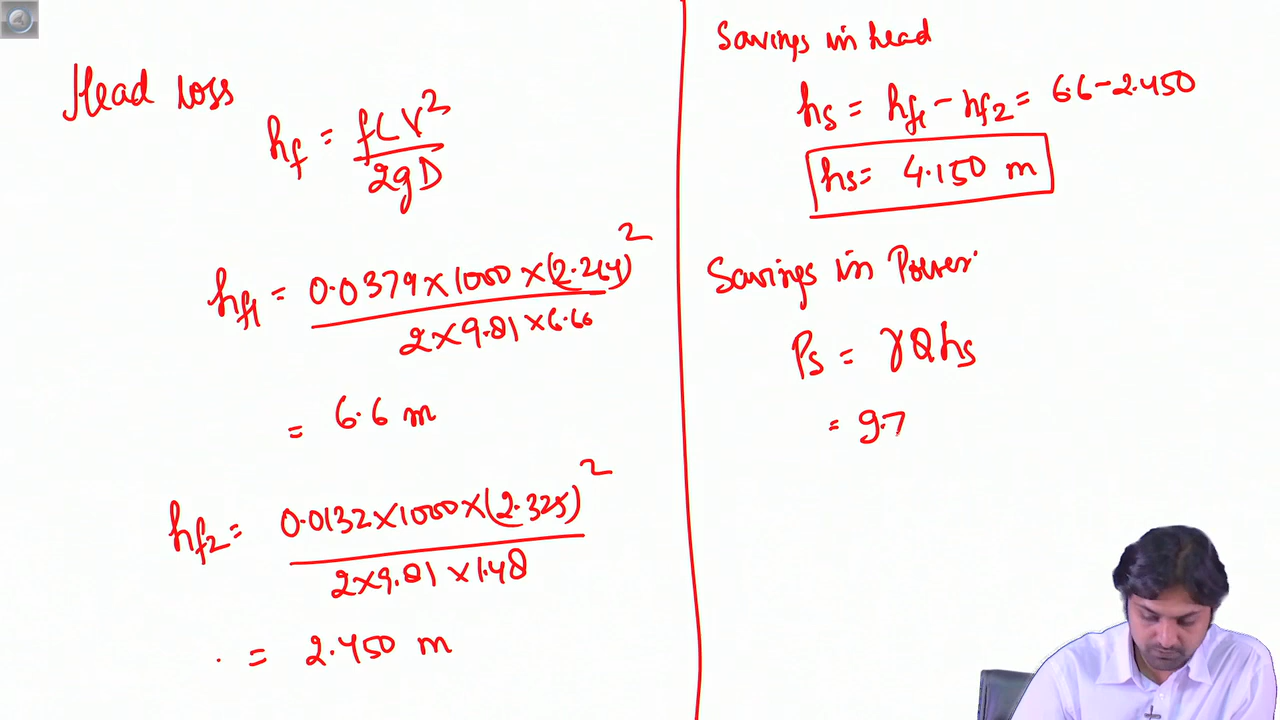 Head loss
hf = fLV²/2gD
hf1 = 0.0379×1000×(2.264)²/2×9.81×6.66
= 6.6 m
hf2 = 0.0132×1000×(2.325)²/2×9.81×1.48
= 2.450 m
Savings in head
hs = hf1 - hf2 = 6.6-2.450
hs= 4.150 m
Savings in Power
Ps = γQhs
= 9.7